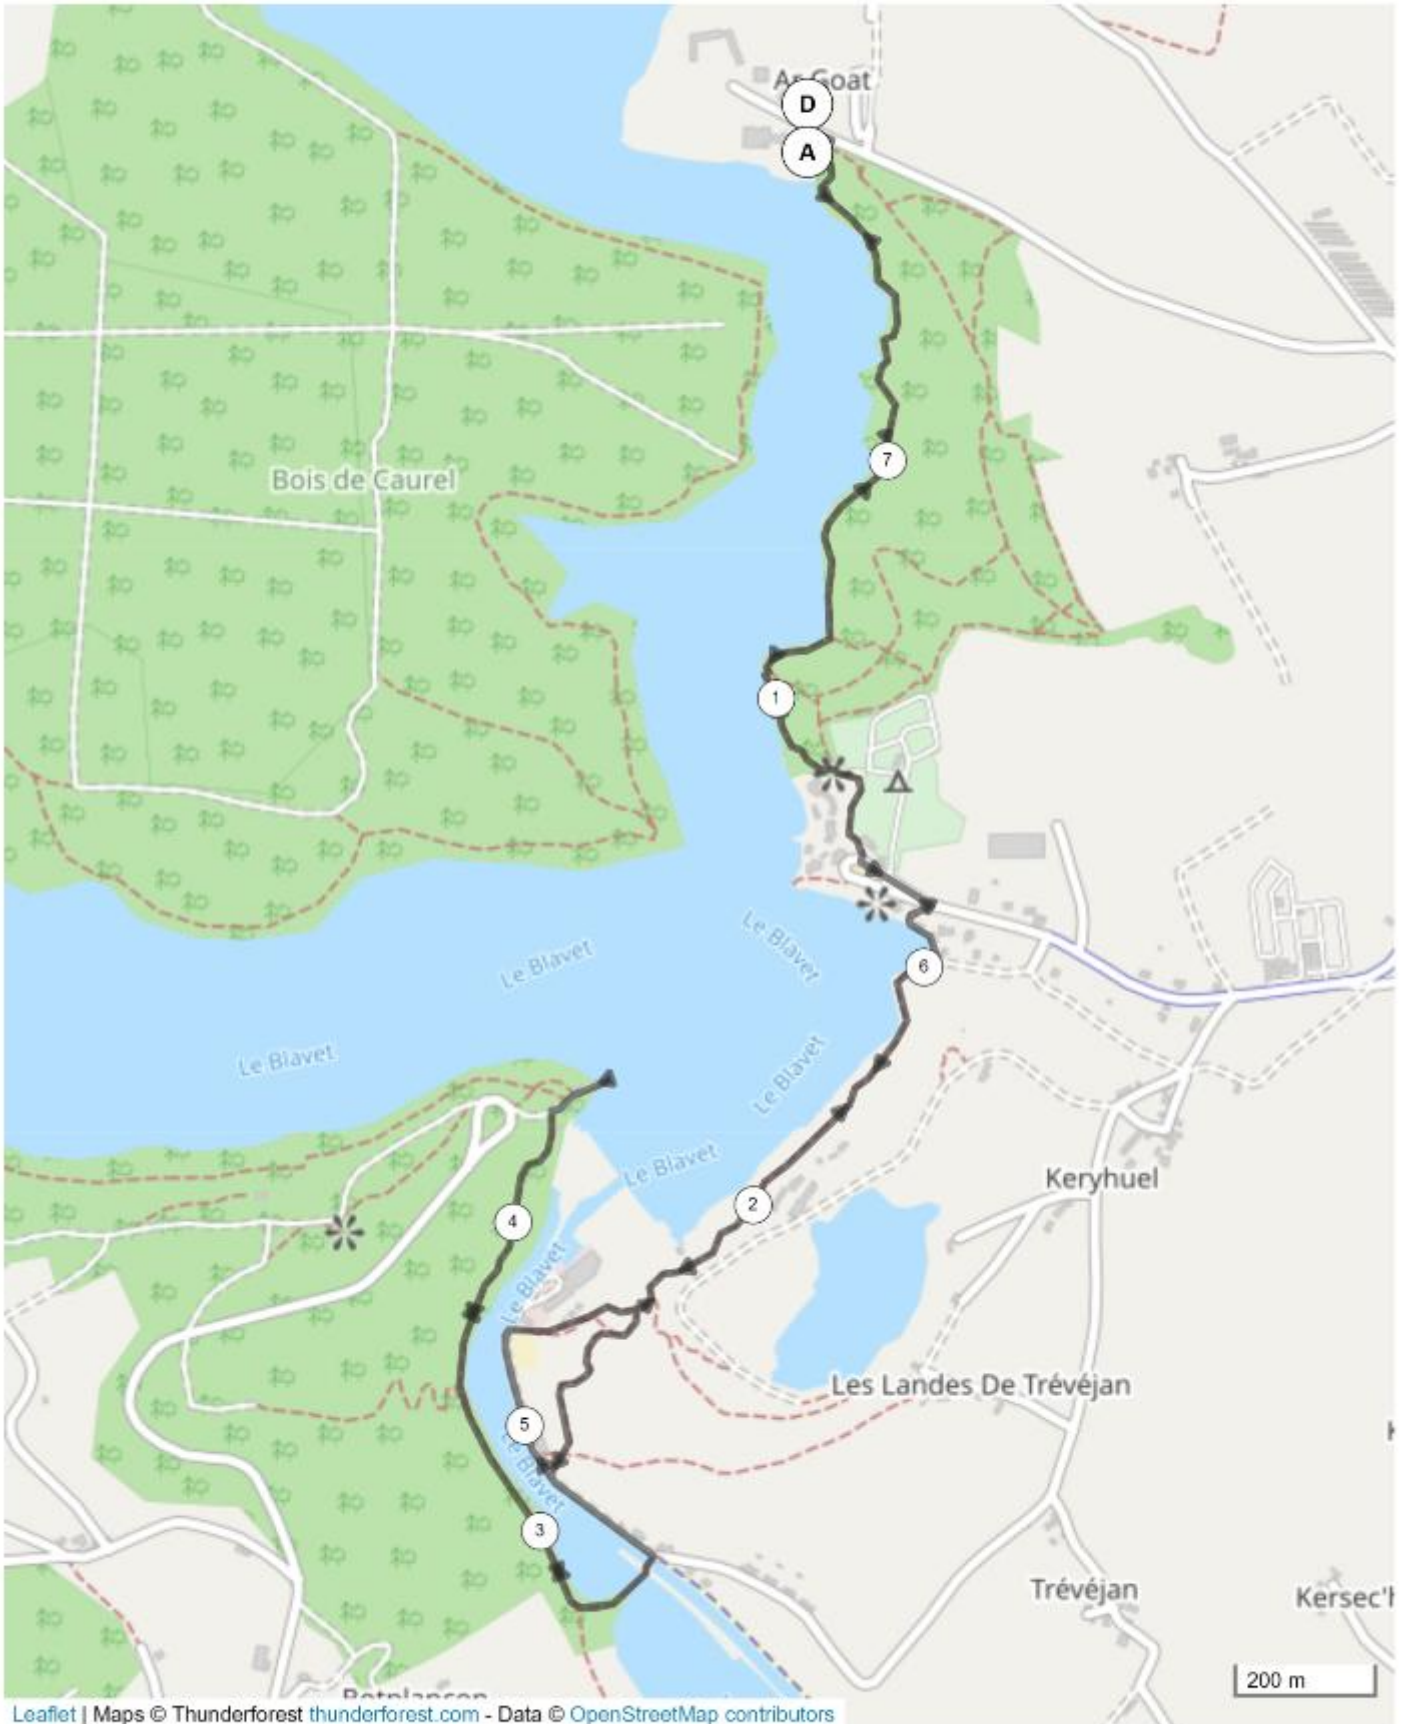 Ar Goat
D
A
Bois de Caurel
7
1
Le Blavet
Le Blavet
6
Le Blavet
Le Blavet
Le Blavet
Keryhuel
2
4
Le Blavet
Les Landes De Trévéjan
5
Le Blavet
3
Trévéjan
Kersec'h
200 m
Leaflet | Maps © Thunderforest thunderforest.com - Data © OpenStreetMap contributors